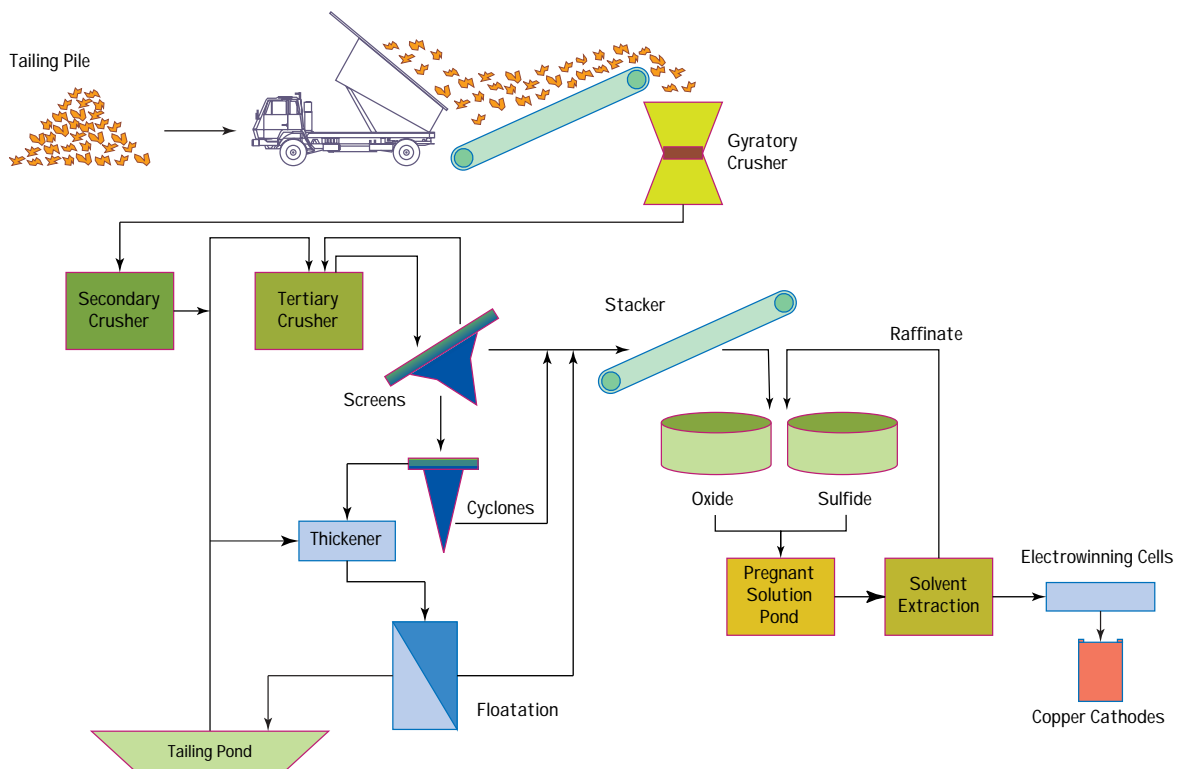 Tailing Pile
Gyratory
Crusher
Secondary
Crusher
Tertiary
Crusher
Stacker
Raffinate
Screens
Cyclones
Oxide
Sulfide
Thickener
Pregnant
Solution
Pond
Solvent
Extraction
Electrowinning Cells
Floatation
Copper Cathodes
Tailing Pond